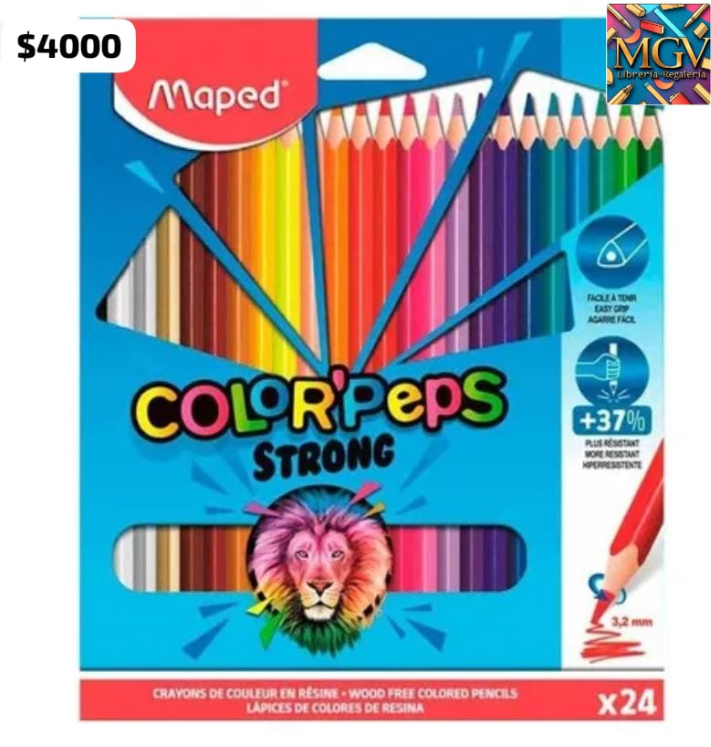 $4000
MGV
Librería-Regalería
Maped®
FACILE À TENIR
EASY GRIP
AGARRE FÁCIL
COLOR'PEPS
STRONG
+37%
PLUS RÉSISTANT
MORE RESISTANT
HIPERRESISTENTE
3,2 mm
CRAYONS DE COULEUR EN RÉSINE • WOOD FREE COLORED PENCILS
LÁPICES DE COLORES DE RESINA
x24